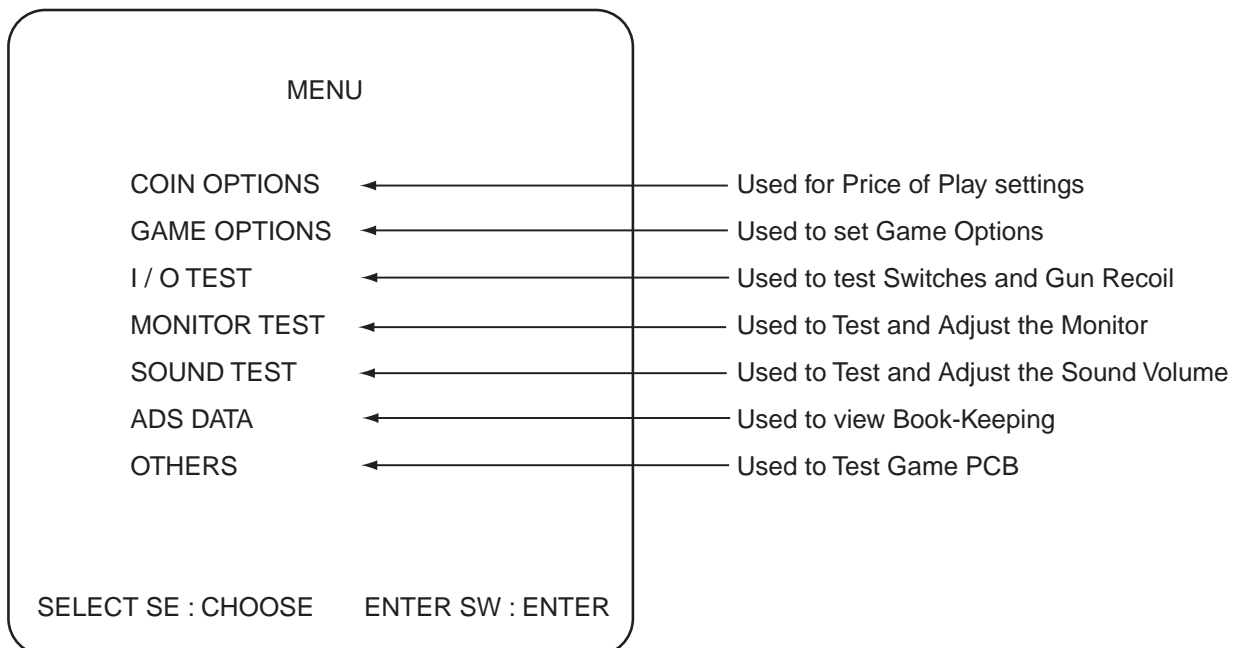 MENU
COIN OPTIONS Used for Price of Play settings
GAME OPTIONS Used to set Game Options
I / O TEST Used to test Switches and Gun Recoil
MONITOR TEST Used to Test and Adjust the Monitor
SOUND TEST Used to Test and Adjust the Sound Volume
ADS DATA Used to view Book-Keeping
OTHERS Used to Test Game PCB
SELECT SE : CHOOSE ENTER SW : ENTER